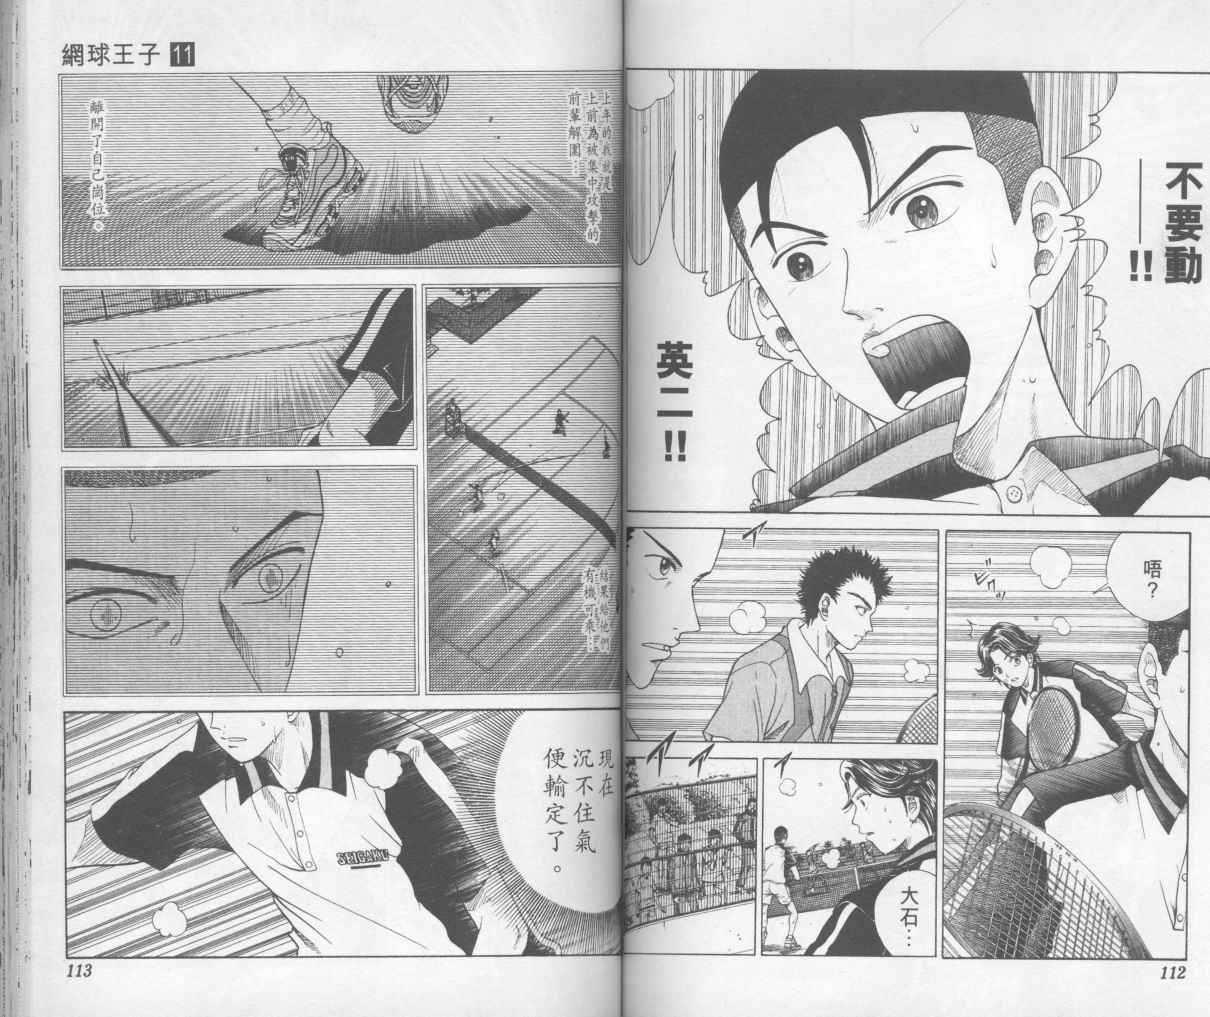 不要動
——!!
英二!!
唔?
大石…
112
網球王子 11
上年的我就是
上前為被集中攻擊的
前輩解圍…
離開了自己崗位。
結果給他們
有機可乘…
現在
沉不住氣
便輸定了。
SEIGAKU
113